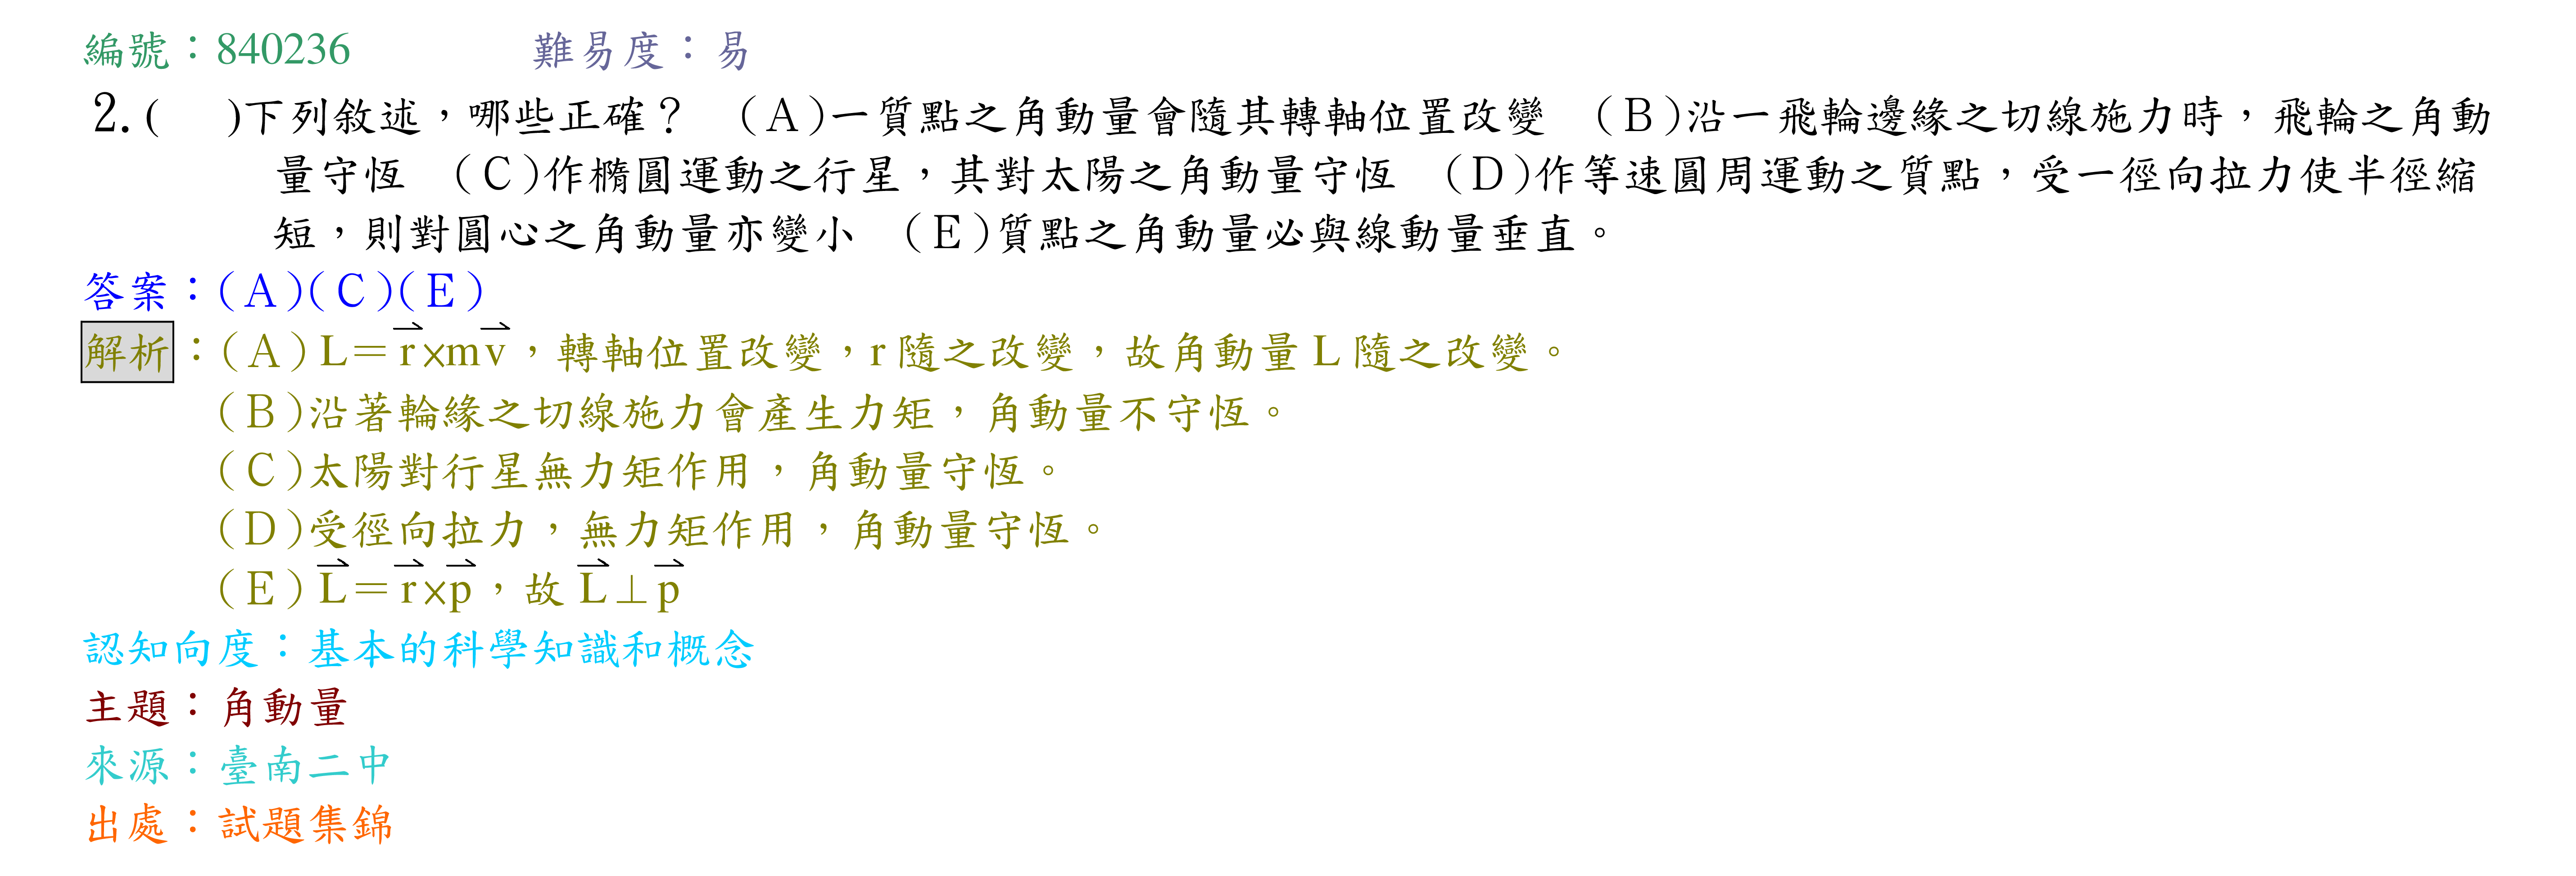 編號：840236 難易度：易
2.( )下列敘述，哪些正確？ (A)一質點之角動量會隨其轉軸位置改變 (B)沿一飛輪邊緣之切線施力時，飛輪之角動
量守恆 (C)作橢圓運動之行星，其對太陽之角動量守恆 (D)作等速圓周運動之質點，受一徑向拉力使半徑縮
短，則對圓心之角動量亦變小 (E)質點之角動量必與線動量垂直。
答案：(A)(C)(E)
解析：(A)L＝r⃗×mv⃗，轉軸位置改變，r隨之改變，故角動量L隨之改變。
(B)沿著輪緣之切線施力會產生力矩，角動量不守恆。
(C)太陽對行星無力矩作用，角動量守恆。
(D)受徑向拉力，無力矩作用，角動量守恆。
(E)L⃗＝r⃗×p⃗，故L⃗⊥p⃗
認知向度：基本的科學知識和概念
主題：角動量
來源：臺南二中
出處：試題集錦